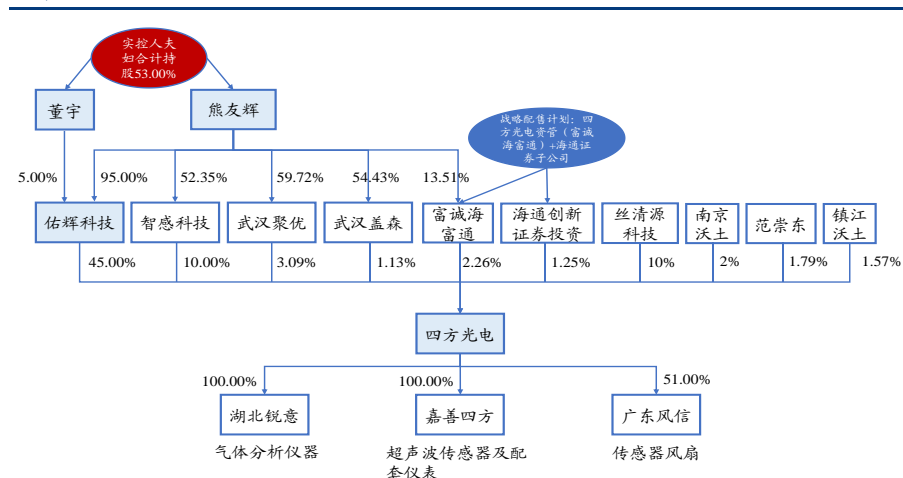 实控人夫
妇合计持
股53.00%
董宇
熊友辉
战略配售计划：四
方光电资管（富诚
海富通）+海通证
券子公司
5.00%
95.00%
52.35%
59.72%
54.43%
13.51%
佑辉科技
智感科技
武汉聚优
武汉盖森
富诚海
富通
海通创新
证券投资
丝清源
科技
南京
沃土
范崇东
镇江
沃土
45.00%
10.00%
3.09%
1.13%
2.26%
1.25%
10%
2%
1.79%
1.57%
四方光电
100.00%
100.00%
51.00%
湖北锐意
嘉善四方
广东风信
气体分析仪器
超声波传感器及配
套仪表
传感器风扇